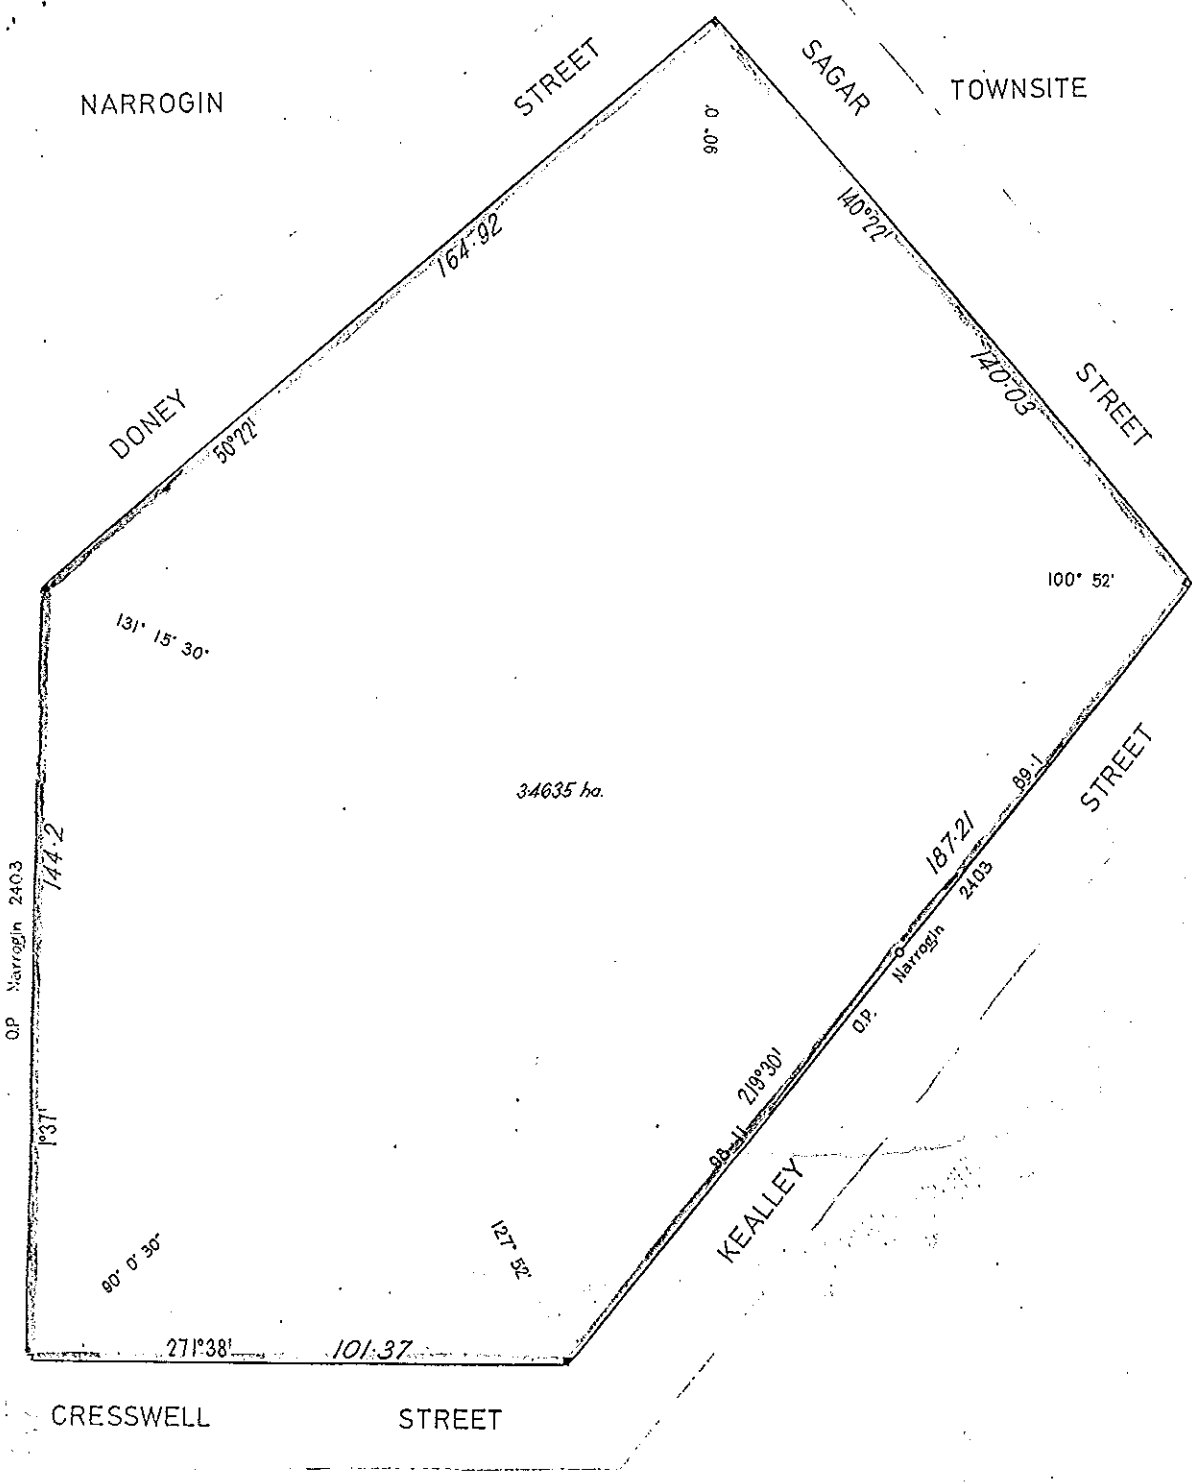 NARROGIN
STREET
SAGAR
TOWNSITE
90° 0'
164·92
140°22'
140·03
STREET
DONEY
50°22'
100° 52'
131° 15' 30"
STREET
89·1
3·4635 ha.
187·21
144·2
2403
O.P. Narrogin 2403
Narrogin
O.P.
219°30'
98·11
1°37'
KEALLEY
90° 0' 30"
127° 52'
271°38'
101·37
CRESSWELL STREET